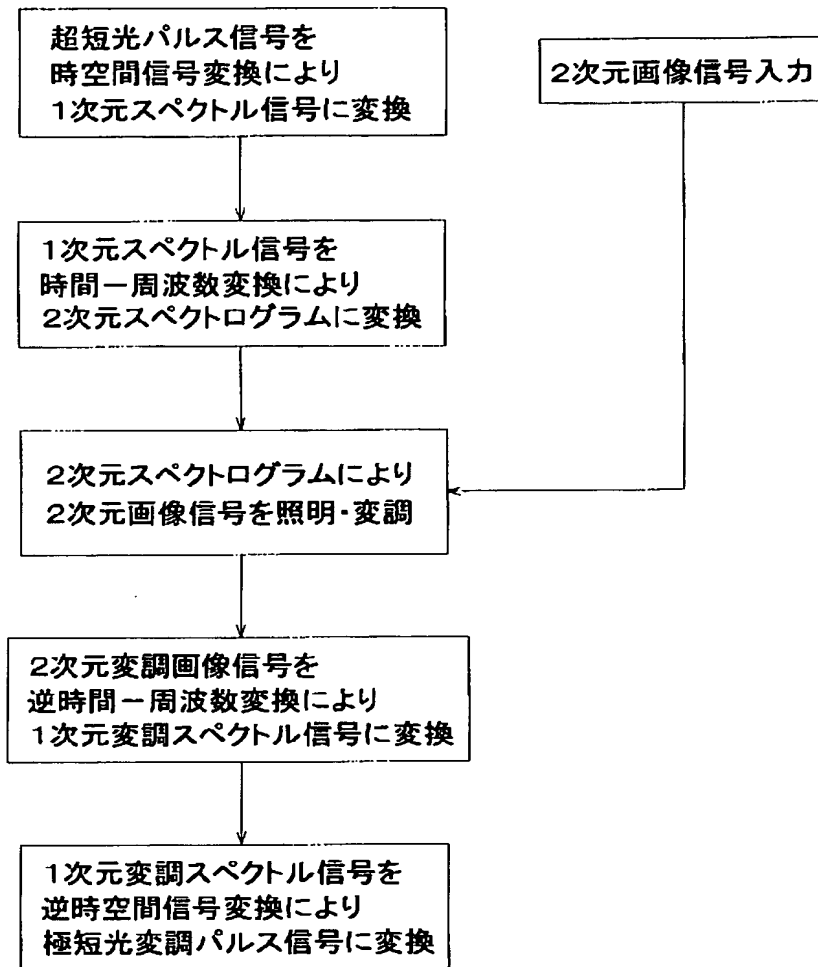 超短光パルス信号を
時空間信号変換により
1次元スペクトル信号に変換
2次元画像信号入力
1次元スペクトル信号を
時間－周波数変換により
2次元スペクトログラムに変換
2次元スペクトログラムにより
2次元画像信号を照明・変調
2次元変調画像信号を
逆時間－周波数変換により
1次元変調スペクトル信号に変換
1次元変調スペクトル信号を
逆時空間信号変換により
極短光変調パルス信号に変換